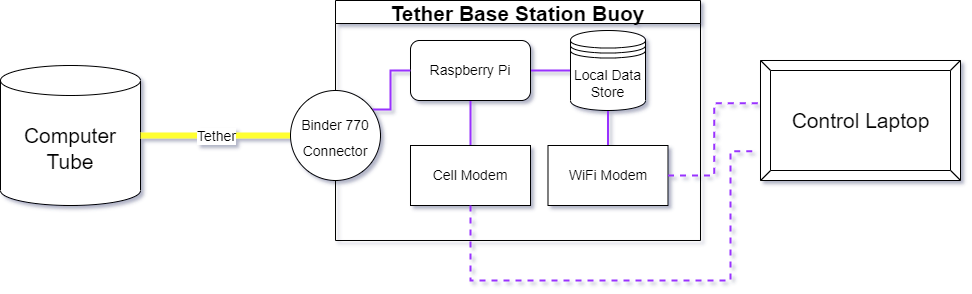 Tether Base Station Buoy
Computer
Tube
Tether
Binder 770
Connector
Raspberry Pi
Local Data
Store
Cell Modem
WiFi Modem
Control Laptop